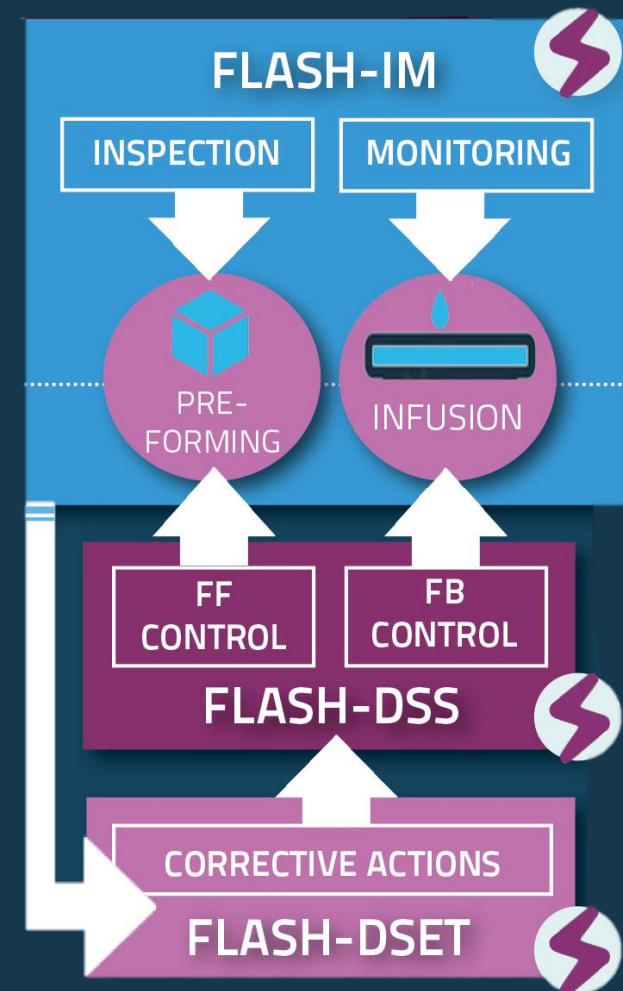 FLASH-IM
INSPECTION
MONITORING
PRE-
FORMING
INFUSION
FF
CONTROL
FB
CONTROL
FLASH-DSS
CORRECTIVE ACTIONS
FLASH-DSET